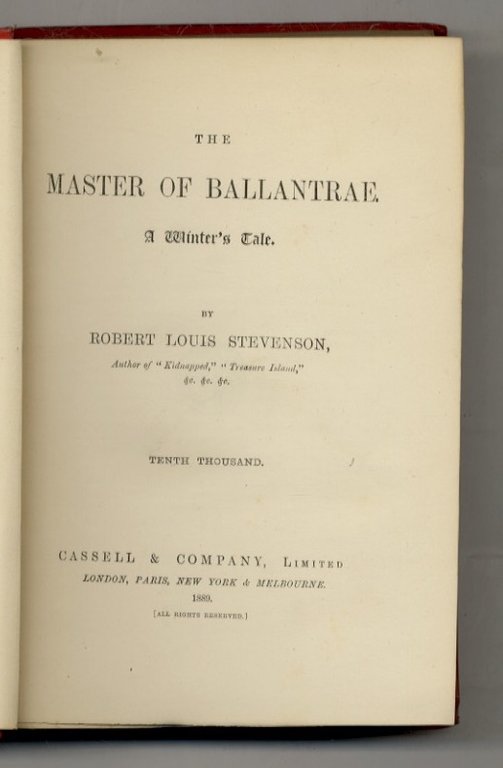 THE
MASTER OF BALLANTRAE.
A Winter's Tale.
BY
ROBERT LOUIS STEVENSON,
Author of "Kidnapped," "Treasure Island,"
&c. &c. &c.
TENTH THOUSAND.
CASSELL & COMPANY, LIMITED
LONDON, PARIS, NEW YORK & MELBOURNE.
1889.
[ALL RIGHTS RESERVED.]